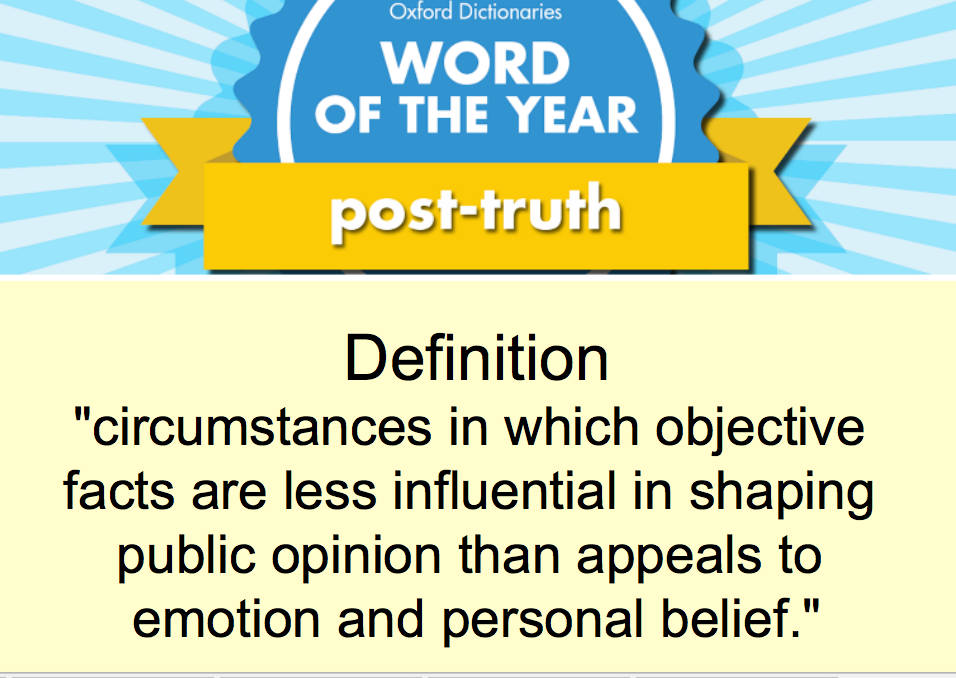 Oxford Dictionaries
WORD
OF THE YEAR
post-truth
Definition
"circumstances in which objective
facts are less influential in shaping
public opinion than appeals to
emotion and personal belief."